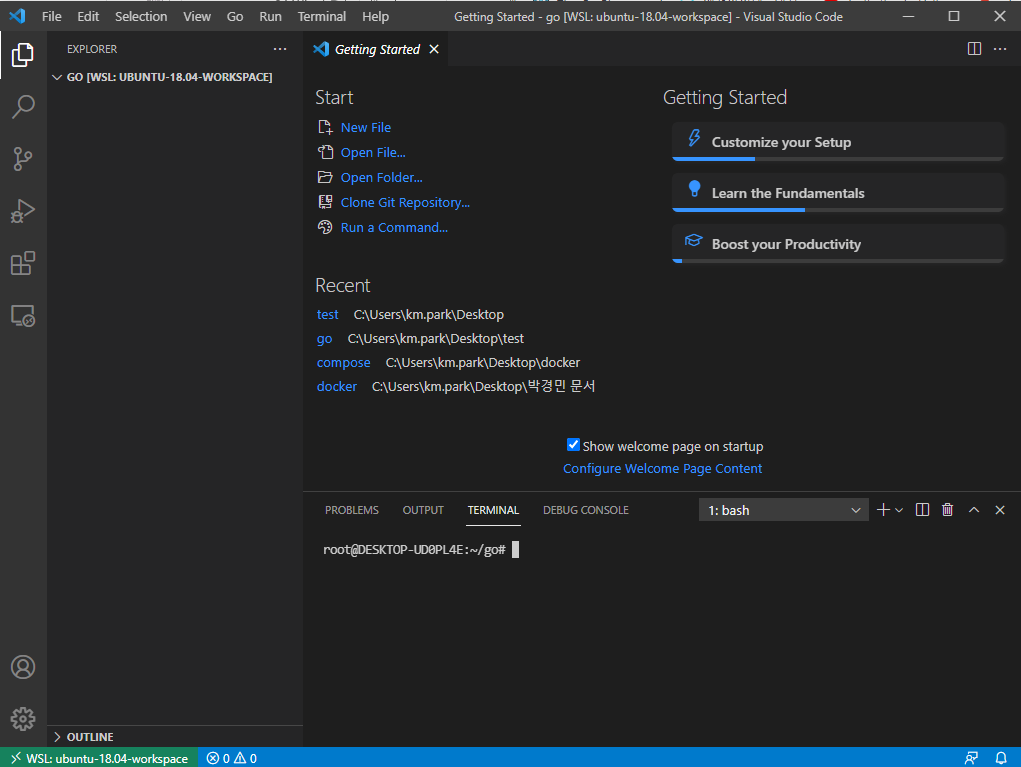 File Edit Selection View Go Run Terminal Help Getting Started - go [WSL: ubuntu-18.04-workspace] - Visual Studio Code
EXPLORER
GO [WSL: UBUNTU-18.04-WORKSPACE]
OUTLINE
Getting Started
Start
New File
Open File...
Open Folder...
Clone Git Repository...
Run a Command...
Recent
test C:\Users\km.park\Desktop
go C:\Users\km.park\Desktop\test
compose C:\Users\km.park\Desktop\docker
docker C:\Users\km.park\Desktop\박경민 문서
Getting Started
Customize your Setup
Learn the Fundamentals
Boost your Productivity
Show welcome page on startup
Configure Welcome Page Content
PROBLEMS OUTPUT TERMINAL DEBUG CONSOLE 1: bash
root@DESKTOP-UD0PL4E:~/go#
WSL: ubuntu-18.04-workspace 0 0